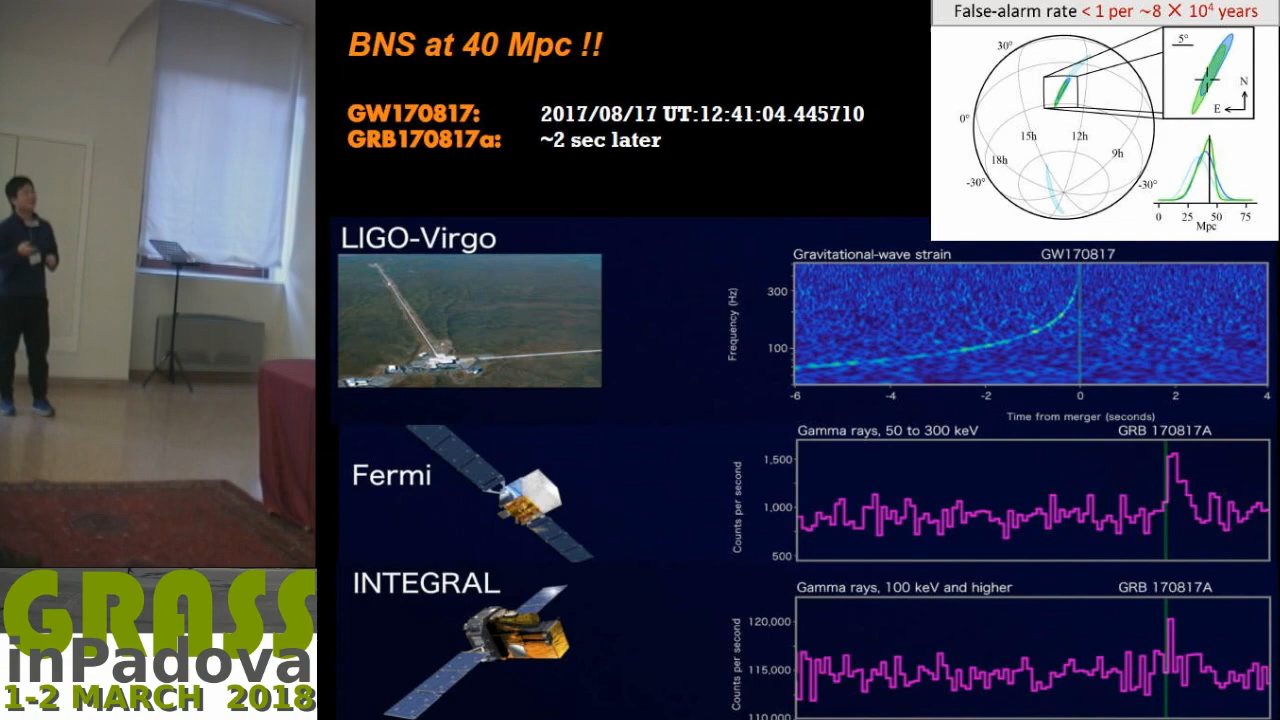 BNS at 40 Mpc !!
GW170817: 2017/08/17 UT:12:41:04.445710
GRB170817a: ~2 sec later
False-alarm rate < 1 per ~8 × 10⁴ years
30°
0°
-30°
-30°
18h
15h
12h
9h
5°
N
E
0 25 50 75
Mpc
LIGO-Virgo
Gravitational-wave strain GW170817
Frequency (Hz)
300
100
-6 -4 -2 0 2 4
Time from merger (seconds)
Fermi
Gamma rays, 50 to 300 keV GRB 170817A
Counts per second
1,500
1,000
500
INTEGRAL
Gamma rays, 100 keV and higher GRB 170817A
Counts per second
120,000
115,000
110,000
GRASS
inPadova
1-2 MARCH 2018